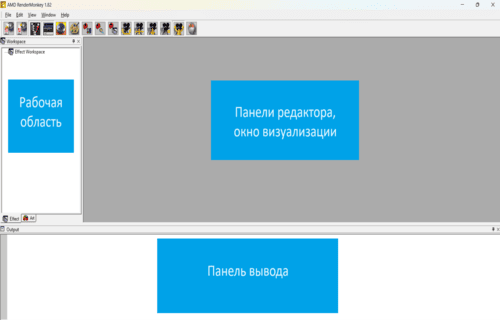 AMD RenderMonkey 1.82
File Edit View Window Help
Workspace
Effect Workspace
Рабочая
область
Панели редактора,
окно визуализации
Effect Art
Output
Панель вывода